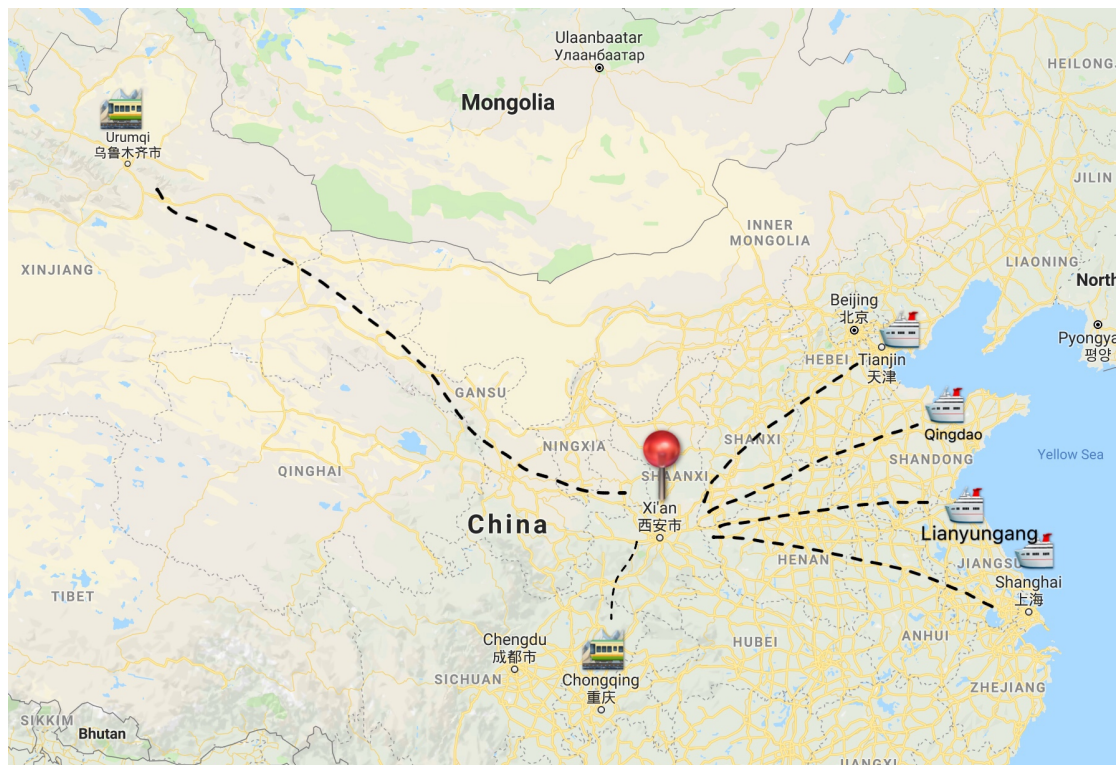 Ulaanbaatar
Улаанбаатар
HEILONGJ
Mongolia
Urumqi
乌鲁木齐市
JILIN
INNER
MONGOLIA
XINJIANG
LIAONING
North
Beijing
北京
Pyongya
평양
HEBEI
Tianjin
天津
GANSU
Qingdao
NINGXIA
SHANXI
SHANDONG
Yellow Sea
QINGHAI
SHAANXI
Xi'an
西安市
China
Lianyungang
HENAN
JIANGSU
Shanghai
上海
TIBET
Chengdu
成都市
HUBEI
ANHUI
SICHUAN
Chongqing
重庆
ZHEJIANG
SIKKIM
Bhutan
JIANGXI